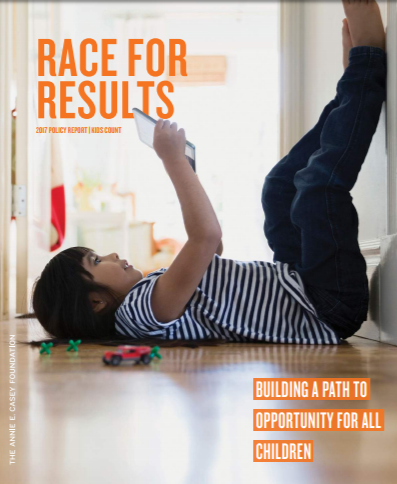 RACE FOR
RESULTS
2017 POLICY REPORT | KIDS COUNT
THE ANNIE E. CASEY FOUNDATION
BUILDING A PATH TO
OPPORTUNITY FOR ALL
CHILDREN